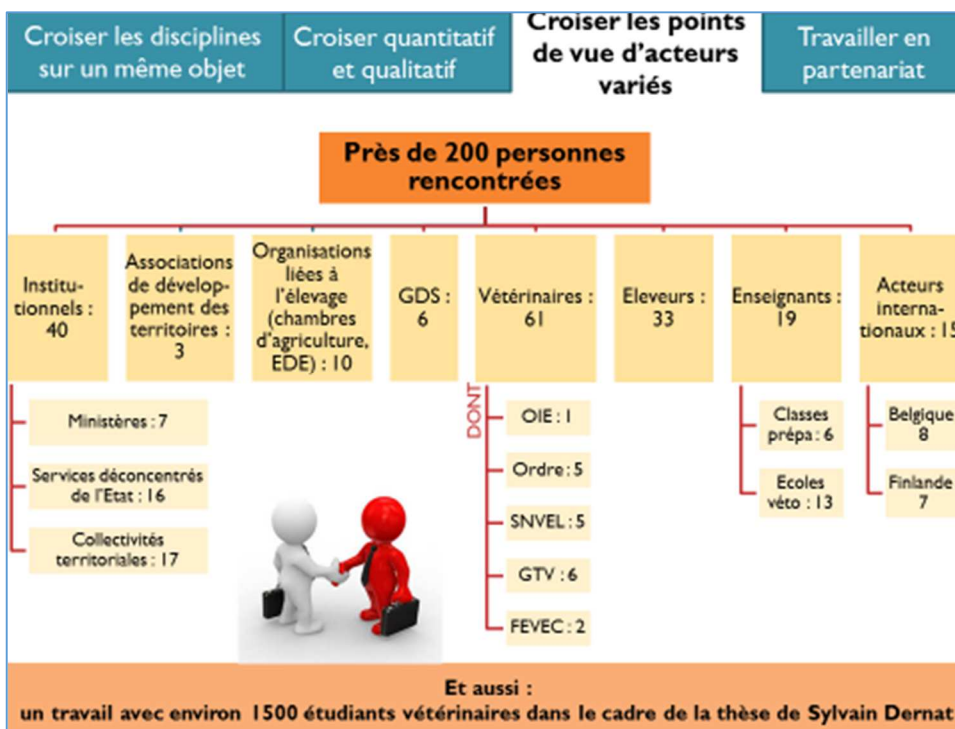 Croiser les disciplines
sur un même objet
Croiser quantitatif
et qualitatif
Croiser les points
de vue d'acteurs
variés
Travailler en
partenariat
Près de 200 personnes
rencontrées
Institu-
tionnels :
40
Associations
de dévelop-
pement des
territoires :
3
Organisations
liées à
l'élevage
(chambres
d'agriculture,
EDE) : 10
GDS :
6
Vétérinaires :
61
Eleveurs :
33
Enseignants :
19
Acteurs
interna-
tionaux : 15
Ministères : 7
Services déconcentrés
de l'Etat : 16
Collectivités
territoriales : 17
DONT
OIE : 1
Ordre : 5
SNVEL : 5
GTV : 6
FEVEC : 2
Classes
prépa : 6
Ecoles
véto : 13
Belgique :
8
Finlande :
7
Et aussi :
un travail avec environ 1500 étudiants vétérinaires dans le cadre de la thèse de Sylvain Dernat